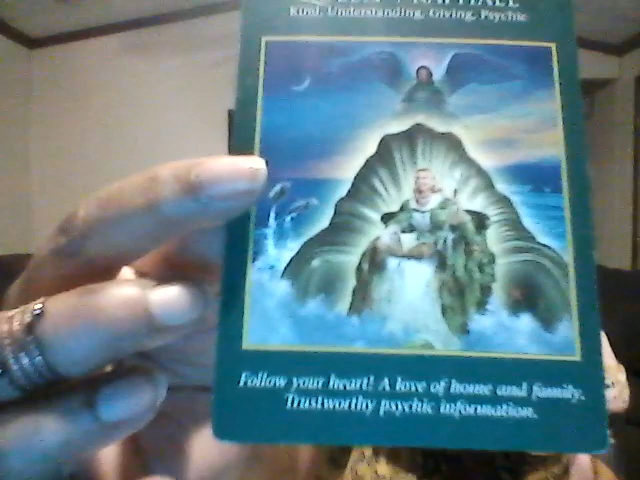 Kind, Understanding, Giving, Psychic
Follow your heart! A love of home and family.
Trustworthy psychic information.